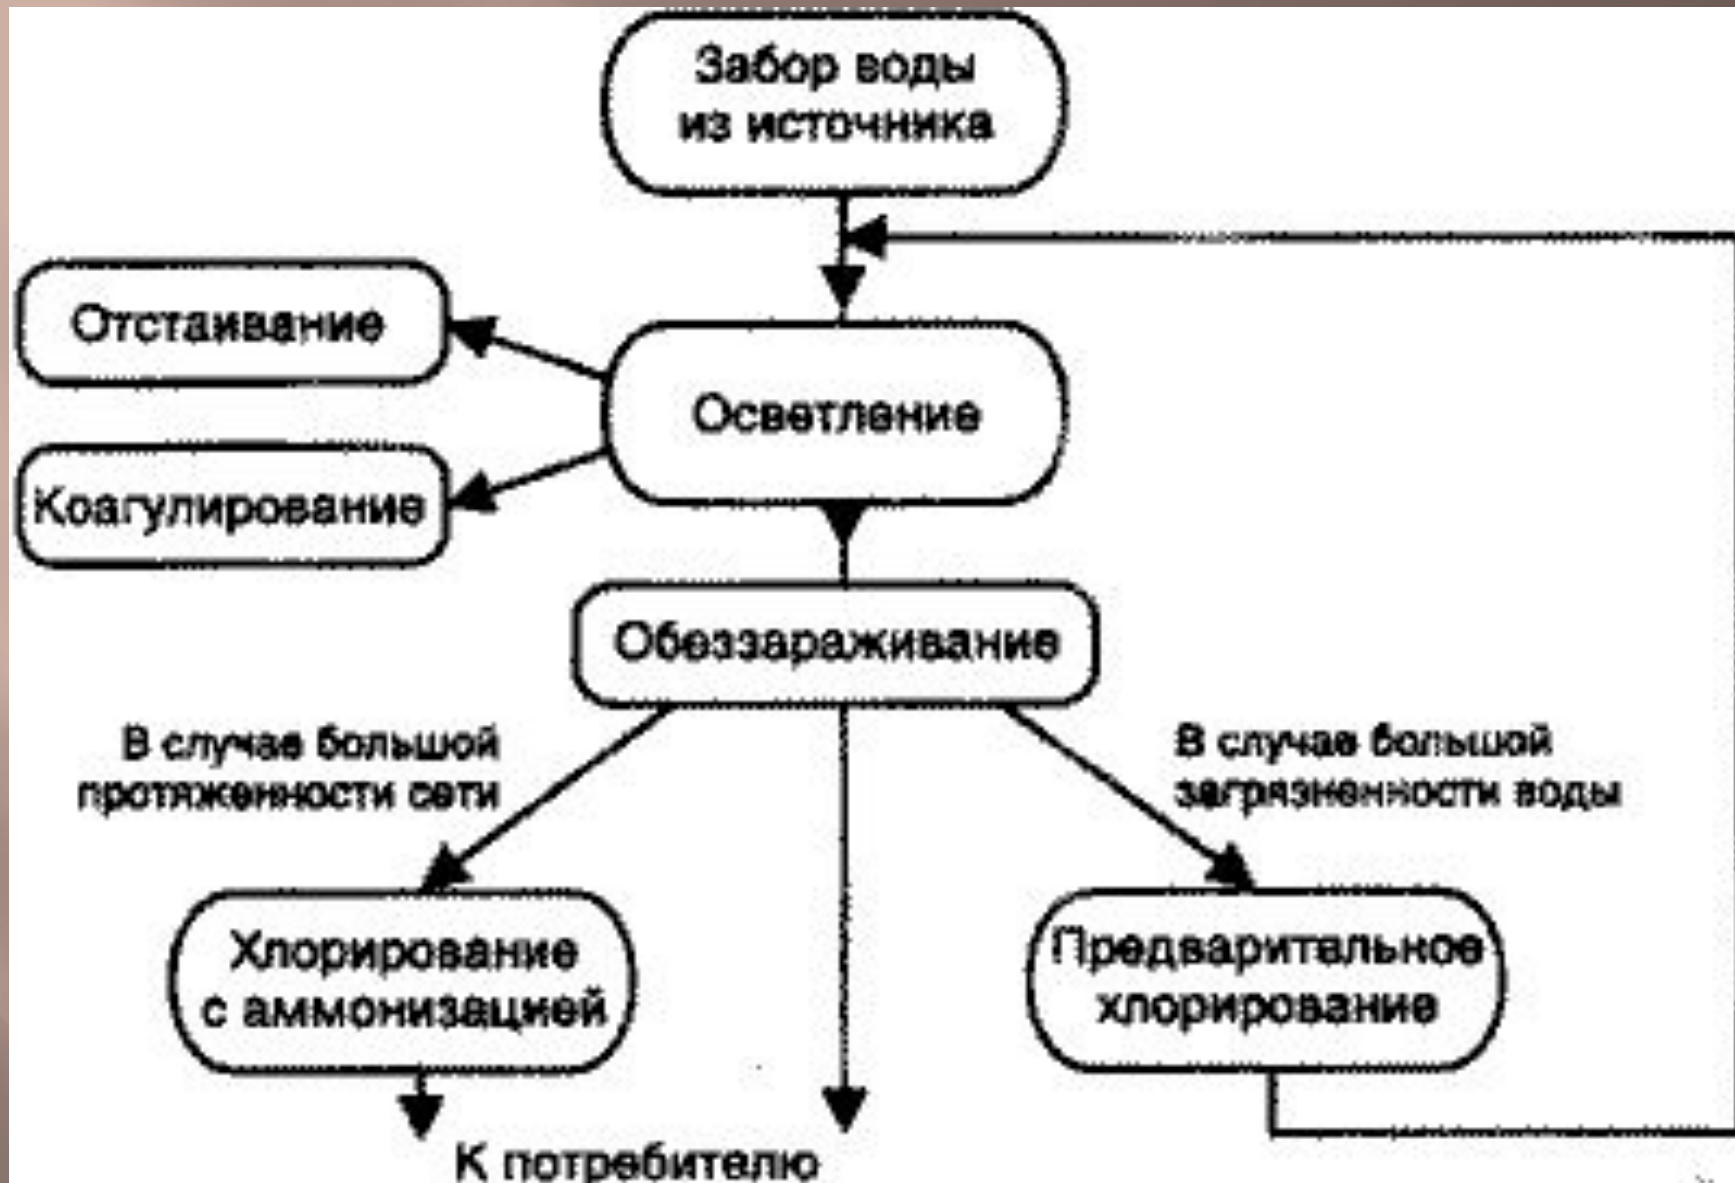 Забор воды
из источника
Отстаивание
Осветление
Коагулирование
Обеззараживание
В случае большой
протяженности сети
В случае большой
загрязненности воды
Хлорирование
с аммонизацией
Предварительное
хлорирование
К потребителю